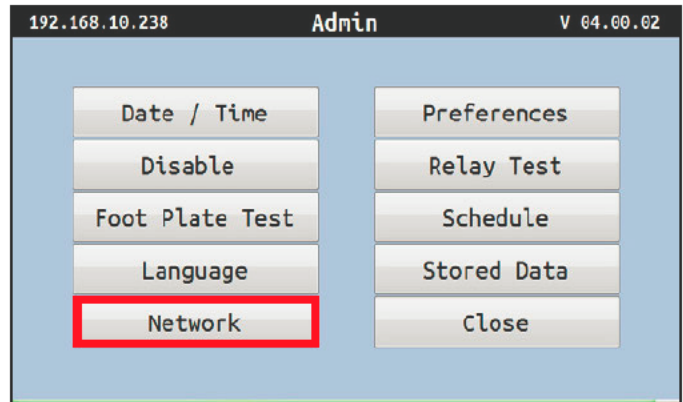 192.168.10.238 Admin V 04.00.02
Date / Time Preferences
Disable Relay Test
Foot Plate Test Schedule
Language Stored Data
Network Close